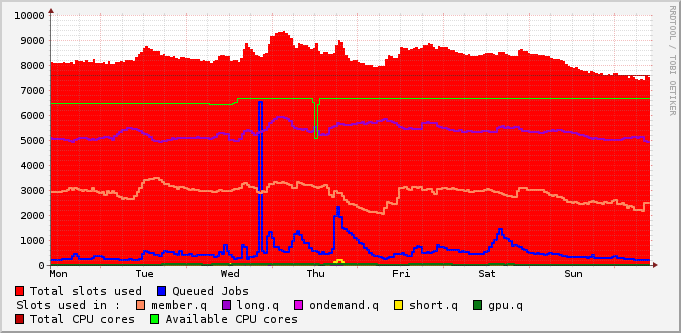 10000
9000
8000
7000
6000
5000
4000
3000
2000
1000
0
Mon Tue Wed Thu Fri Sat Sun
Total slots used Queued Jobs
Slots used in : member.q long.q ondemand.q short.q gpu.q
Total CPU cores Available CPU cores
RRDTOOL / TOBI OETIKER